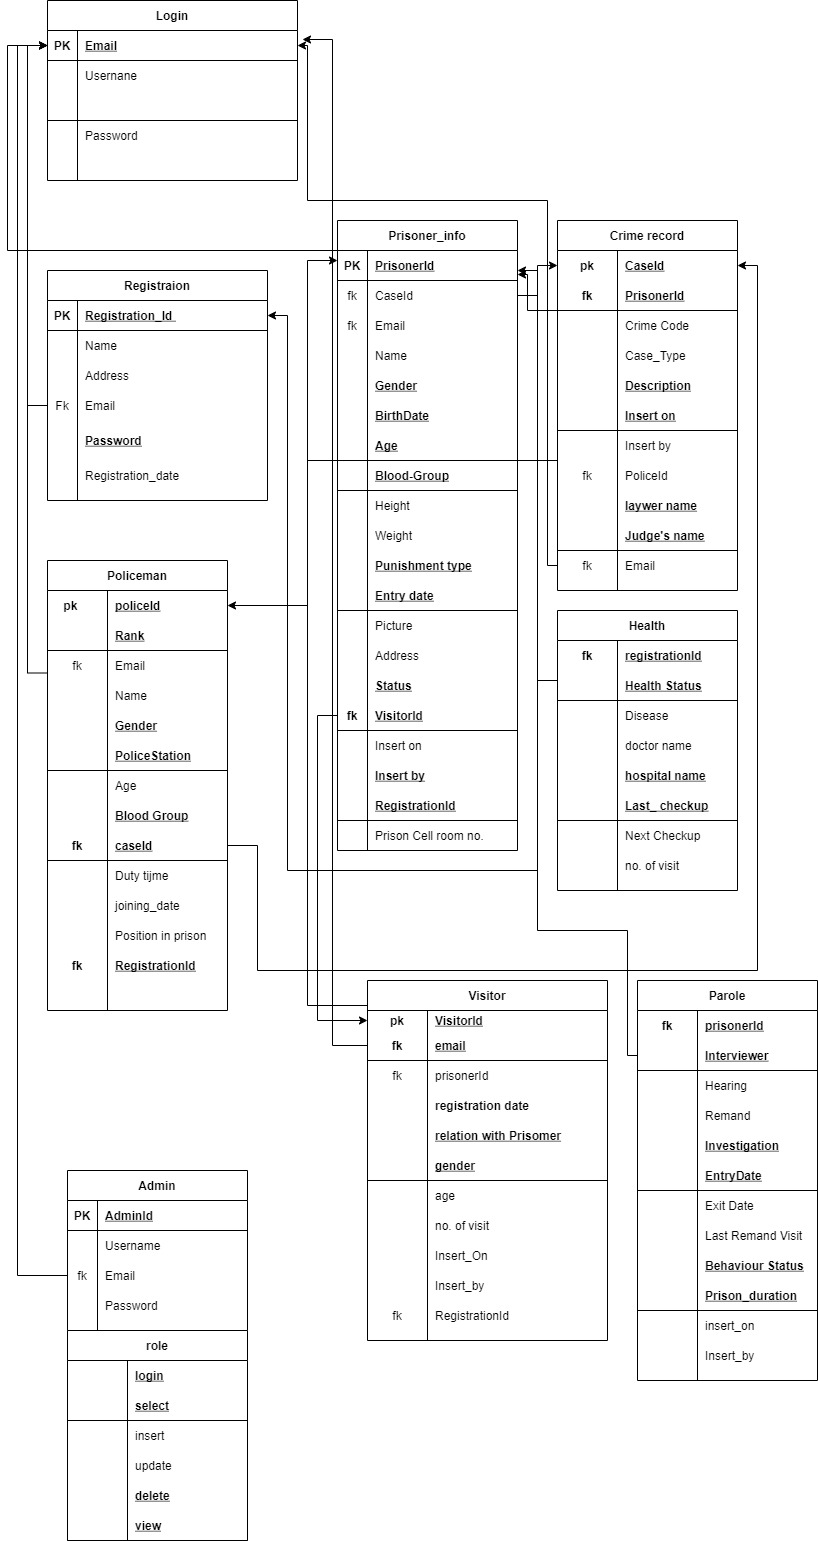 Login
PK Email
Usernane
Password
Prisoner_info
PK PrisonerId
fk CaseId
fk Email
Name
Gender
BirthDate
Age
Blood-Group
Height
Weight
Punishment type
Entry date
Picture
Address
Status
fk VisitorId
Insert on
Insert by
RegistrationId
Prison Cell room no.
Crime record
pk CaseId
fk PrisonerId
Crime Code
Case_Type
Description
Insert on
Insert by
fk PoliceId
laywer name
Judge's name
fk Email
Registraion
PK Registration_Id
Name
Address
Fk Email
Password
Registration_date
Policeman
pk policeId
Rank
fk Email
Name
Gender
PoliceStation
Age
Blood Group
fk caseId
Duty tijme
joining_date
Position in prison
fk RegistrationId
Health
fk registrationId
Health Status
Disease
doctor name
hospital name
Last_ checkup
Next Checkup
no. of visit
Visitor
pk VisitorId
fk email
fk prisonerId
registration date
relation with Prisomer
gender
age
no. of visit
Insert_On
Insert_by
fk RegistrationId
Parole
fk prisonerId
Interviewer
Hearing
Remand
Investigation
EntryDate
Exit Date
Last Remand Visit
Behaviour Status
Prison_duration
insert_on
Insert_by
Admin
PK AdminId
Username
fk Email
Password
role
login
select
insert
update
delete
view